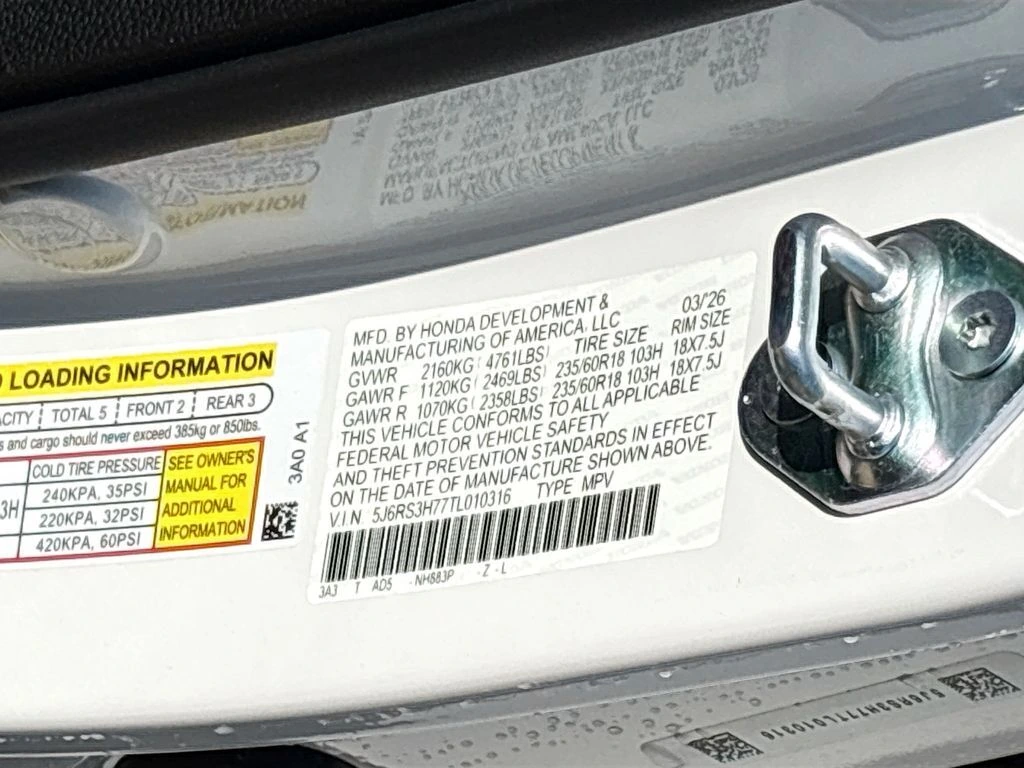 LOADING INFORMATION
TOTAL 5 FRONT 2 REAR 3
and cargo should never exceed 385kg or 850lbs.
COLD TIRE PRESSURE
240KPA, 35PSI
220KPA, 32PSI
420KPA, 60PSI
SEE OWNER'S
MANUAL FOR
ADDITIONAL
INFORMATION
3A0 A1
MFD. BY HONDA DEVELOPMENT & 03/'26
MANUFACTURING OF AMERICA, LLC
GVWR 2160KG( 4761LBS) TIRE SIZE RIM SIZE
GAWR F 1120KG( 2469LBS) 235/60R18 103H 18X7.5J
GAWR R 1070KG( 2358LBS) 235/60R18 103H 18X7.5J
THIS VEHICLE CONFORMS TO ALL APPLICABLE
FEDERAL MOTOR VEHICLE SAFETY
AND THEFT PREVENTION STANDARDS IN EFFECT
ON THE DATE OF MANUFACTURE SHOWN ABOVE.
V.I.N. 5J6RS3H77TL010316 TYPE MPV
3A3 T AD5 -NH883P -Z-L
5J6RS3H77TL010316